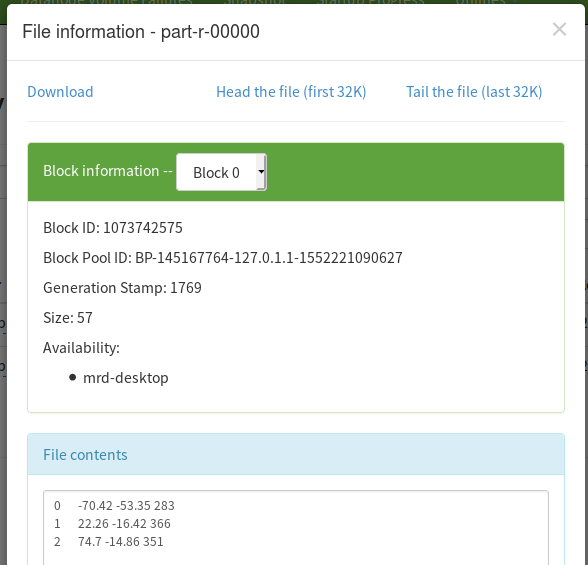 File information - part-r-00000
×
Download Head the file (first 32K) Tail the file (last 32K)
Block information -- Block 0
Block ID: 1073742575
Block Pool ID: BP-145167764-127.0.1.1-1552221090627
Generation Stamp: 1769
Size: 57
Availability:
• mrd-desktop
File contents
0 -70.42 -53.35 283
1 22.26 -16.42 366
2 74.7 -14.86 351